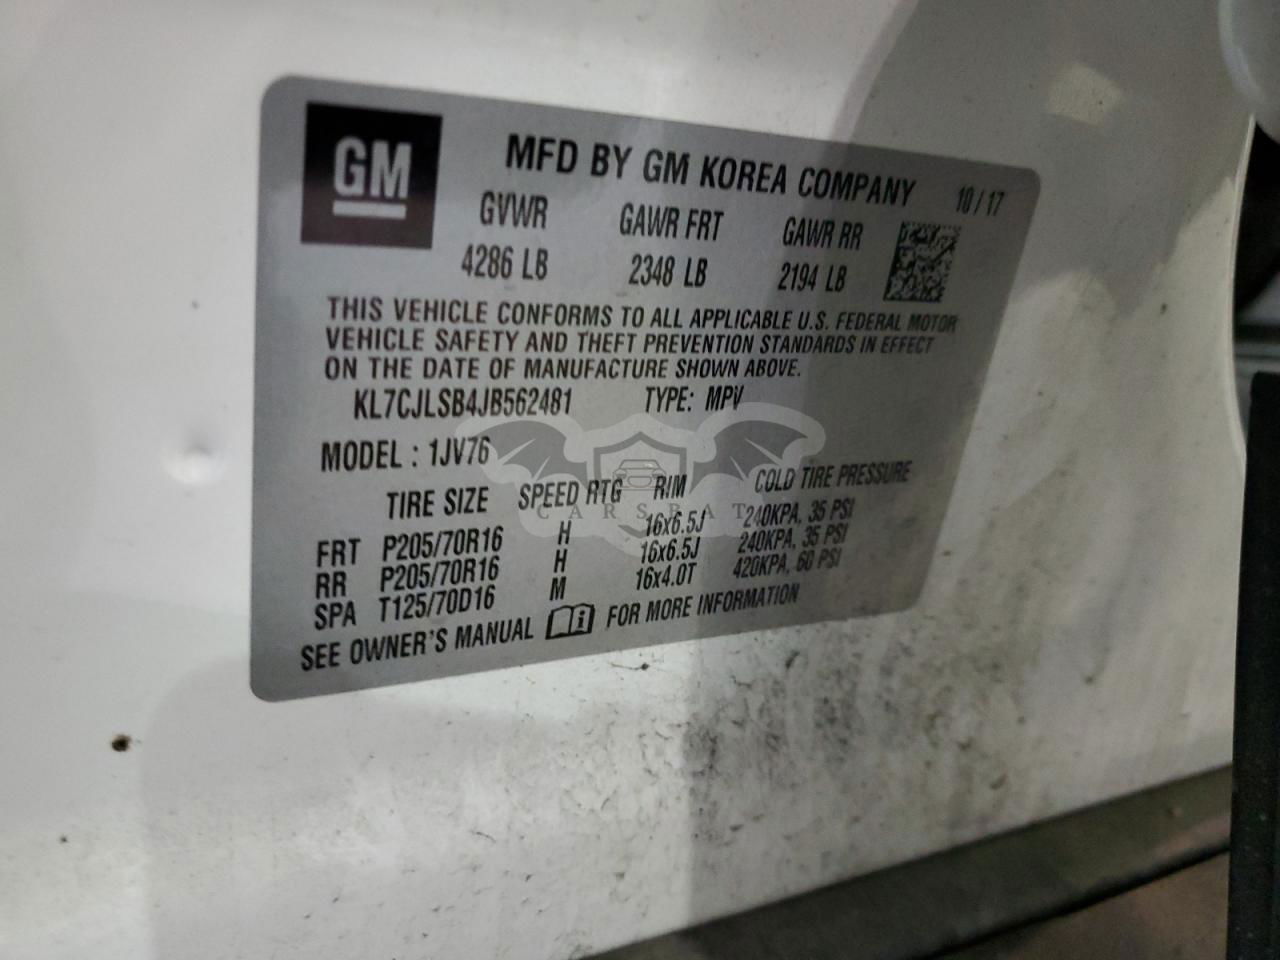 GM
MFD BY GM KOREA COMPANY 10/17
GVWR GAWR FRT GAWR RR
4286 LB 2348 LB 2194 LB
THIS VEHICLE CONFORMS TO ALL APPLICABLE U.S. FEDERAL MOTOR
VEHICLE SAFETY AND THEFT PREVENTION STANDARDS IN EFFECT
ON THE DATE OF MANUFACTURE SHOWN ABOVE.
KL7CJLSB4JB562481 TYPE: MPV
MODEL : 1JV76
TIRE SIZE SPEED RTG RIM COLD TIRE PRESSURE
FRT P205/70R16 H 16x6.5J 240KPA, 35 PSI
RR P205/70R16 H 16x6.5J 240KPA, 35 PSI
SPA T125/70D16 M 16x4.0T 420KPA, 60 PSI
SEE OWNER'S MANUAL FOR MORE INFORMATION
CARSBAT